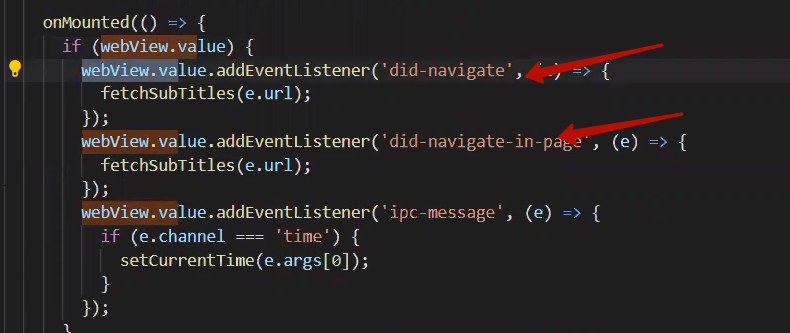 onMounted(() => {
if (webView.value) {
webView.value.addEventListener('did-navigate', (e) => {
fetchSubTitles(e.url);
});
webView.value.addEventListener('did-navigate-in-page', (e) => {
fetchSubTitles(e.url);
});
webView.value.addEventListener('ipc-message', (e) => {
if (e.channel === 'time') {
setCurrentTime(e.args[0]);
}
});
}